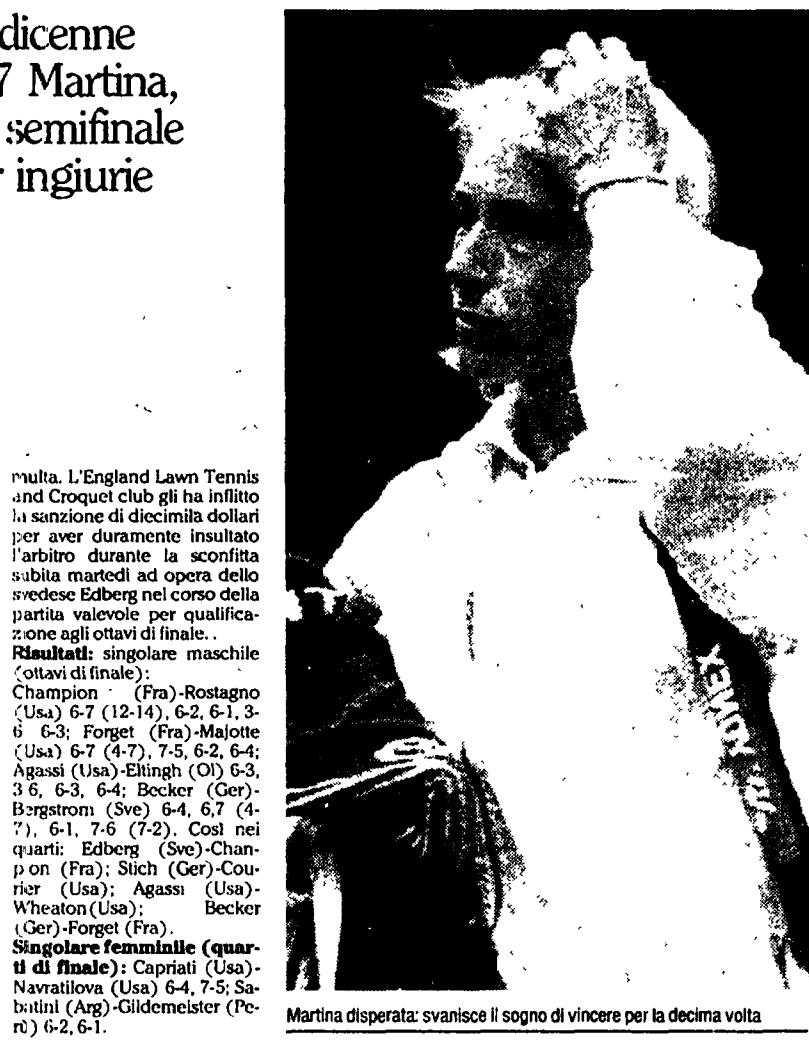 dicenne
7 Martina,
semifinale
r ingiurie
multa. L'England Lawn Tennis
and Croquet club gli ha inflitto
la sanzione di diecimila dollari
per aver duramente insultato
l'arbitro durante la sconfitta
subita martedì ad opera dello
svedese Edberg nel corso della
partita valevole per qualifica-
zione agli ottavi di finale. .
Risultati: singolare maschile
(ottavi di finale):
Champion (Fra)-Rostagno
(Usa) 6-7 (12-14), 6-2, 6-1, 3-
6 6-3; Forget (Fra)-Majotte
(Usa) 6-7 (4-7), 7-5, 6-2, 6-4;
Agassi (Usa)-Eltingh (Ol) 6-3,
3 6, 6-3, 6-4; Becker (Ger)-
Bergstrom (Sve) 6-4, 6,7 (4-
7), 6-1, 7-6 (7-2). Così nei
quarti: Edberg (Sve)-Chan-
pion (Fra); Stich (Ger)-Cou-
rier (Usa); Agassi (Usa)-
Wheaton (Usa); Becker
(Ger)-Forget (Fra).
Singolare femminile (quar-
ti di finale): Capriati (Usa)-
Navratilova (Usa) 6-4, 7-5; Sa-
batini (Arg)-Gildemeister (Pe-
rù) 6-2, 6-1.
YONEX
Martina disperata: svanisce il sogno di vincere per la decima volta